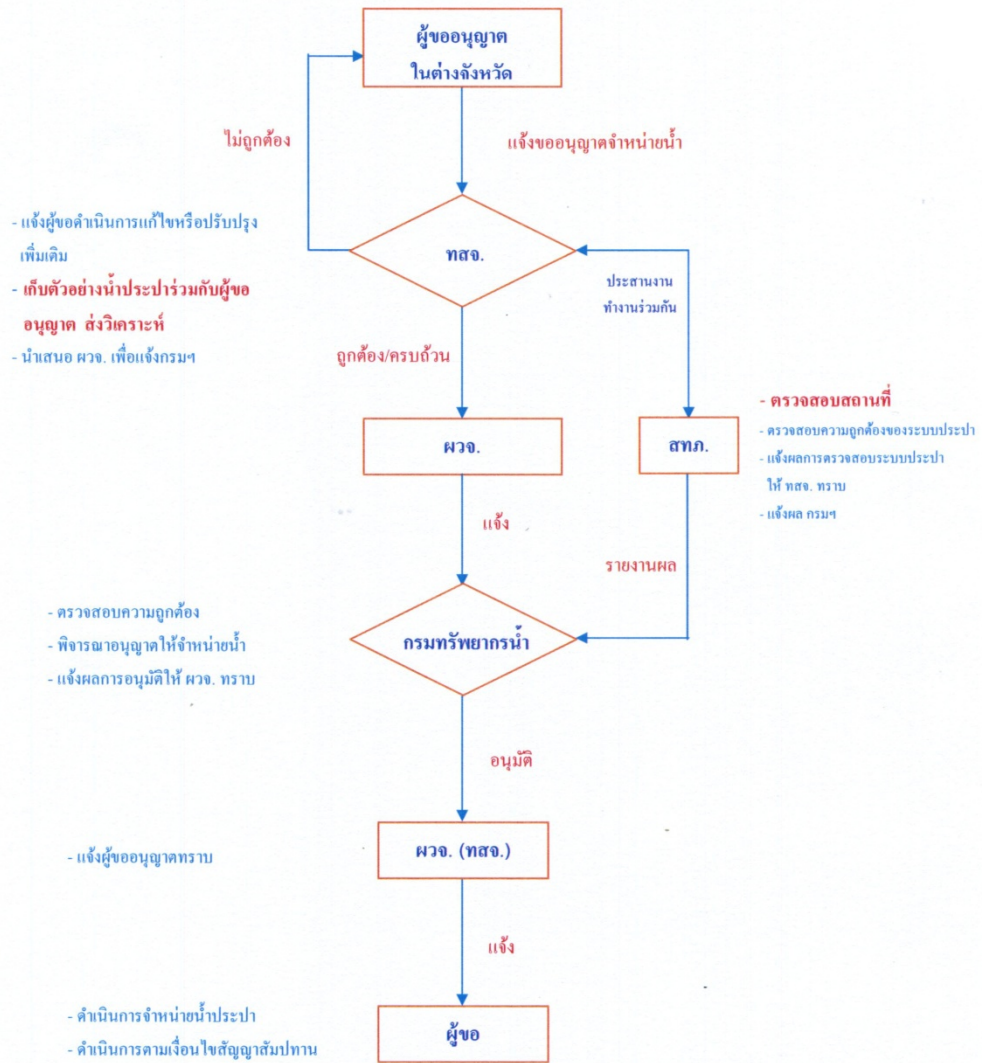 ผู้ขออนุญาต
ในต่างจังหวัด
ไม่ถูกต้อง
แจ้งขออนุญาตจำหน่ายน้ำ
- แจ้งผู้ขอดำเนินการแก้ไขหรือปรับปรุง
เพิ่มเติม
- เก็บตัวอย่างน้ำประปาร่วมกับผู้ขอ
อนุญาต ส่งวิเคราะห์
- นำเสนอ ผวจ. เพื่อแจ้งกรมฯ
ทสจ.
ประสานงาน
ทำงานร่วมกัน
ถูกต้อง/ครบถ้วน
ผวจ.
สทภ.
- ตรวจสอบสถานที่
- ตรวจสอบความถูกต้องของระบบประปา
- แจ้งผลการตรวจสอบระบบประปา
ให้ ทสจ. ทราบ
- แจ้งผล กรมฯ
แจ้ง
รายงานผล
- ตรวจสอบความถูกต้อง
- พิจารณาอนุญาตให้จำหน่ายน้ำ
- แจ้งผลการอนุมัติให้ ผวจ. ทราบ
กรมทรัพยากรน้ำ
อนุมัติ
- แจ้งผู้ขออนุญาตทราบ
ผวจ. (ทสจ.)
แจ้ง
- ดำเนินการจำหน่ายน้ำประปา
- ดำเนินการตามเงื่อนไขสัญญาสัมปทาน
ผู้ขอ